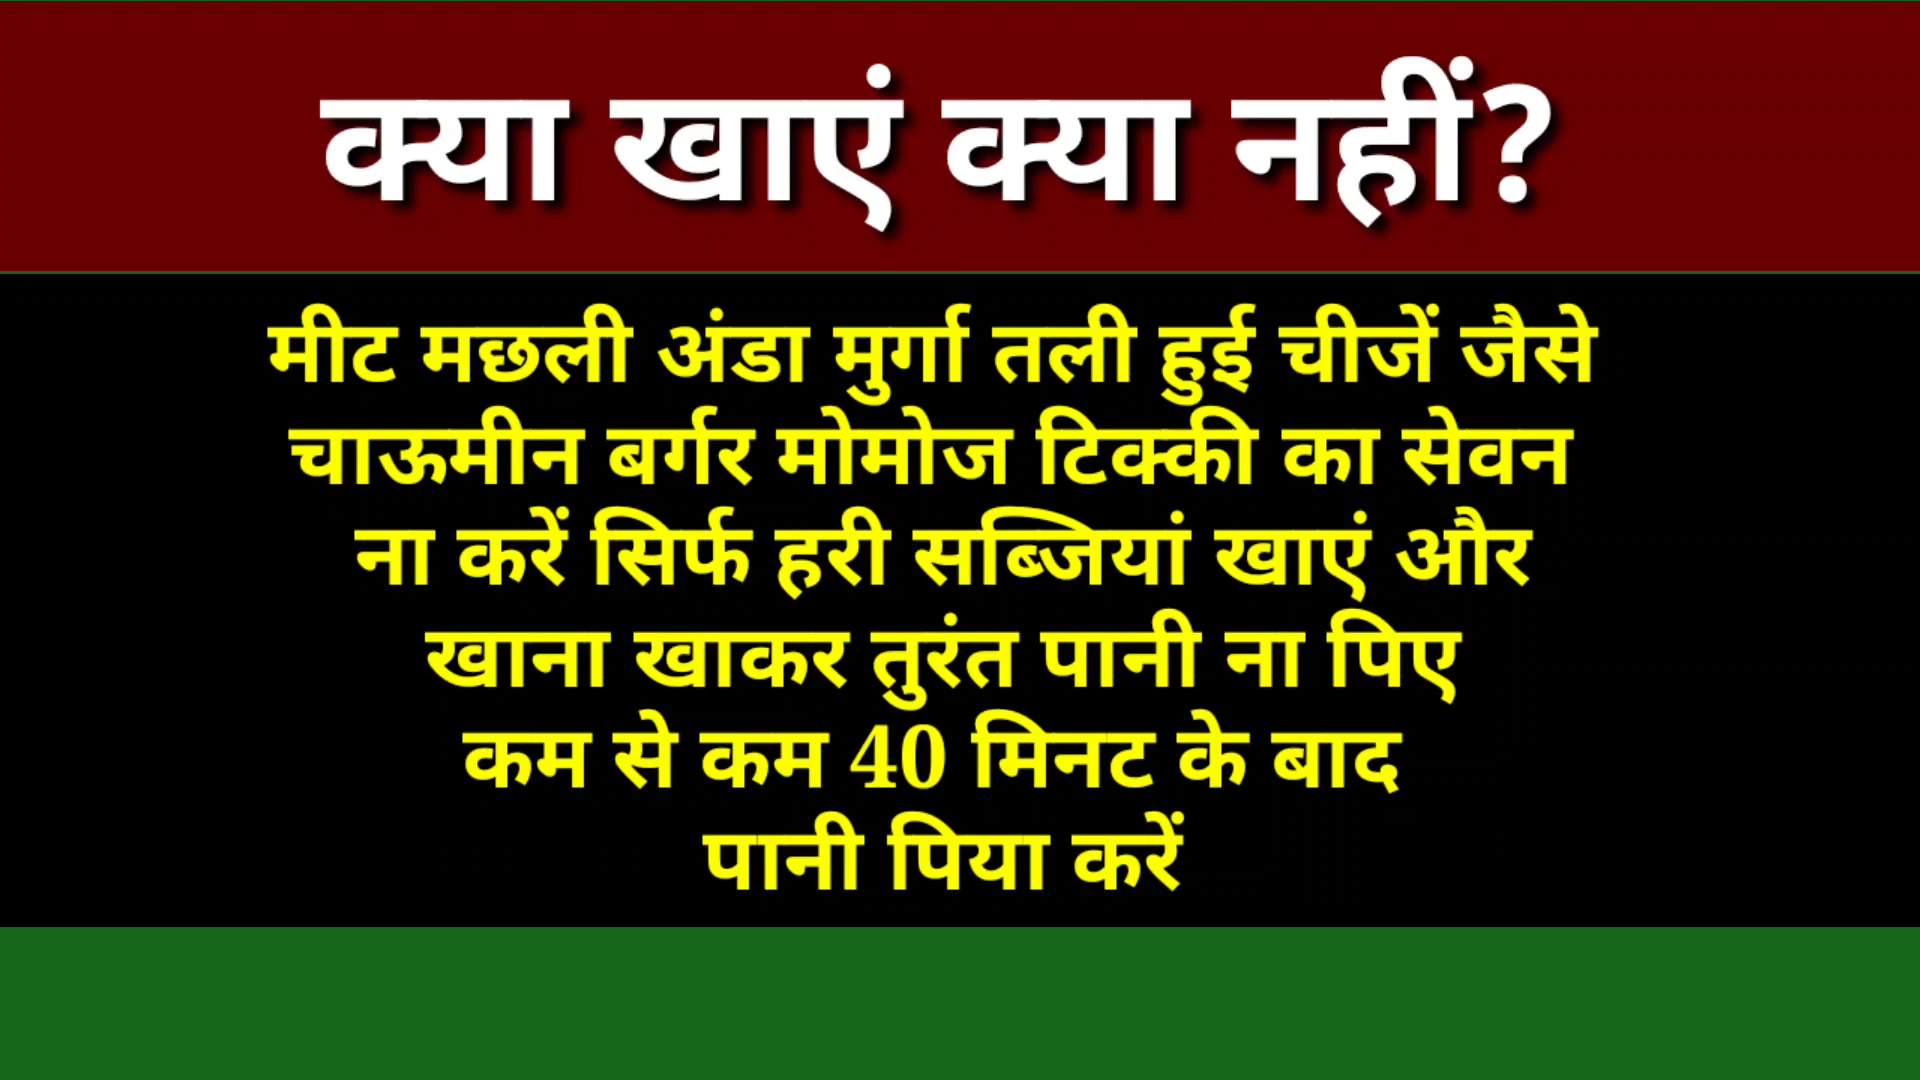 क्या खाएं क्या नहीं?
मीट मछली अंडा मुर्गा तली हुई चीजें जैसे
चाऊमीन बर्गर मोमोज टिक्की का सेवन
ना करें सिर्फ हरी सब्जियां खाएं और
खाना खाकर तुरंत पानी ना पिए
कम से कम 40 मिनट के बाद
पानी पिया करें